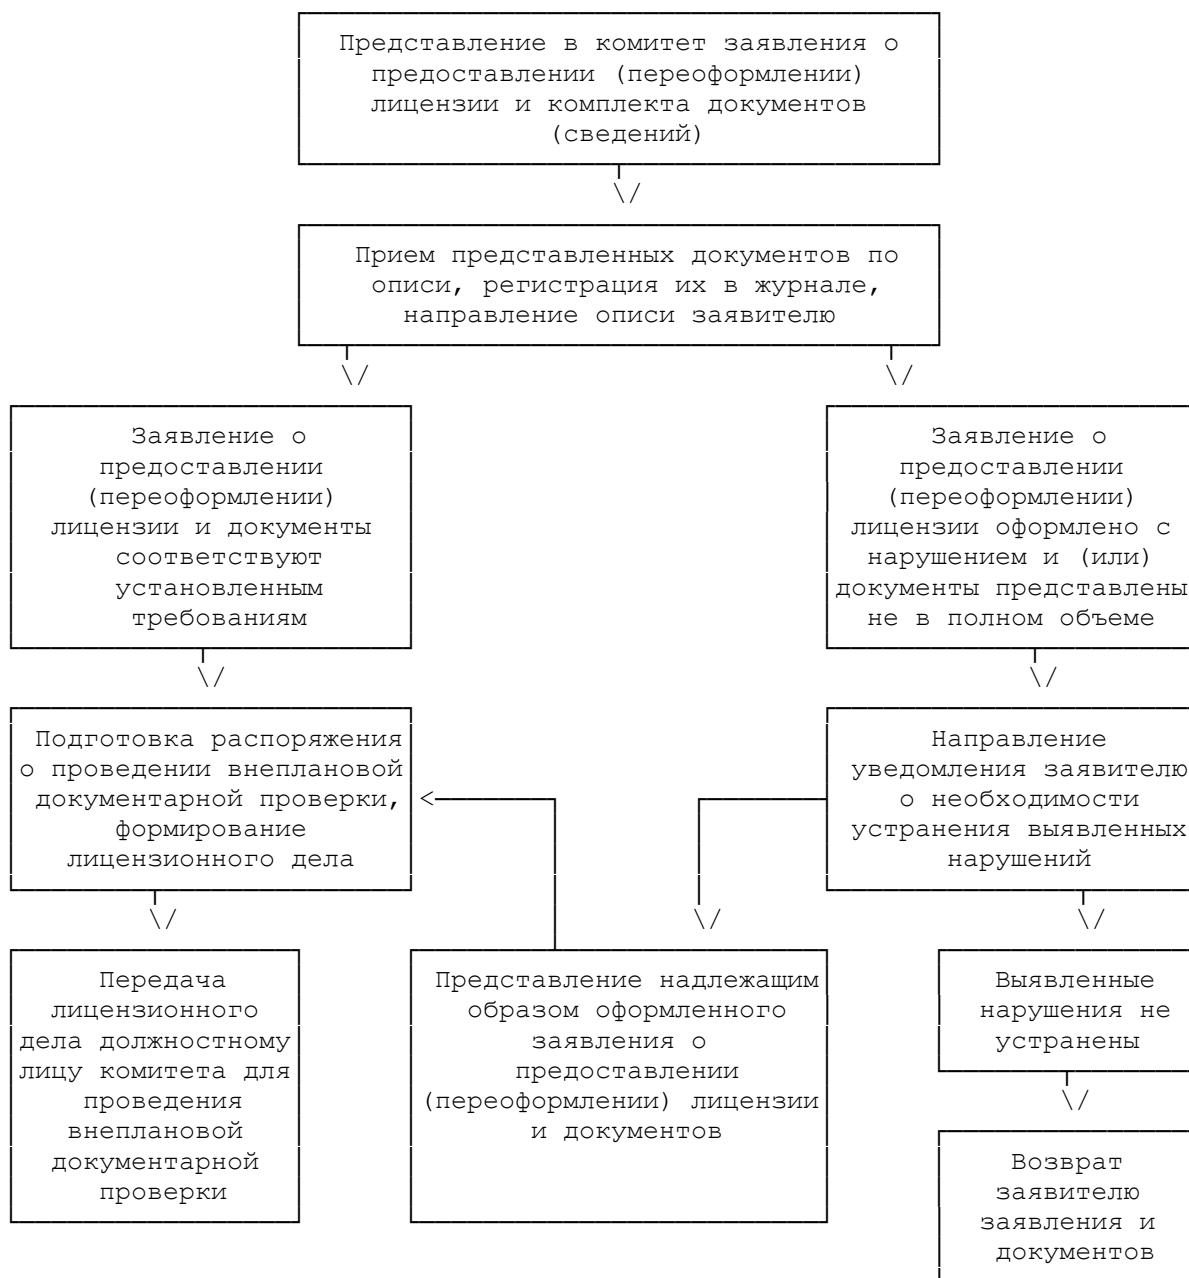 Представление в комитет заявления о
предоставлении (переоформлении)
лицензии и комплекта документов
(сведений)
\/
Прием представленных документов по
описи, регистрация их в журнале,
направление описи заявителю
\/
\/
Заявление о
предоставлении
(переоформлении)
лицензии и документы
соответствуют
установленным
требованиям
\/
Заявление о
предоставлении
(переоформлении)
лицензии оформлено с
нарушением и (или)
документы представлены
не в полном объеме
\/
Подготовка распоряжения
о проведении внеплановой
документарной проверки,
формирование
лицензионного дела
<
\/
Направление
уведомления заявителю
о необходимости
устранения выявленных
нарушений
\/
\/
Передача
лицензионного
дела должностному
лицу комитета для
проведения
внеплановой
документарной
проверки
Представление надлежащим
образом оформленного
заявления о
предоставлении
(переоформлении) лицензии
и документов
Выявленные
нарушения не
устранены
\/
Возврат
заявителю
заявления и
документов